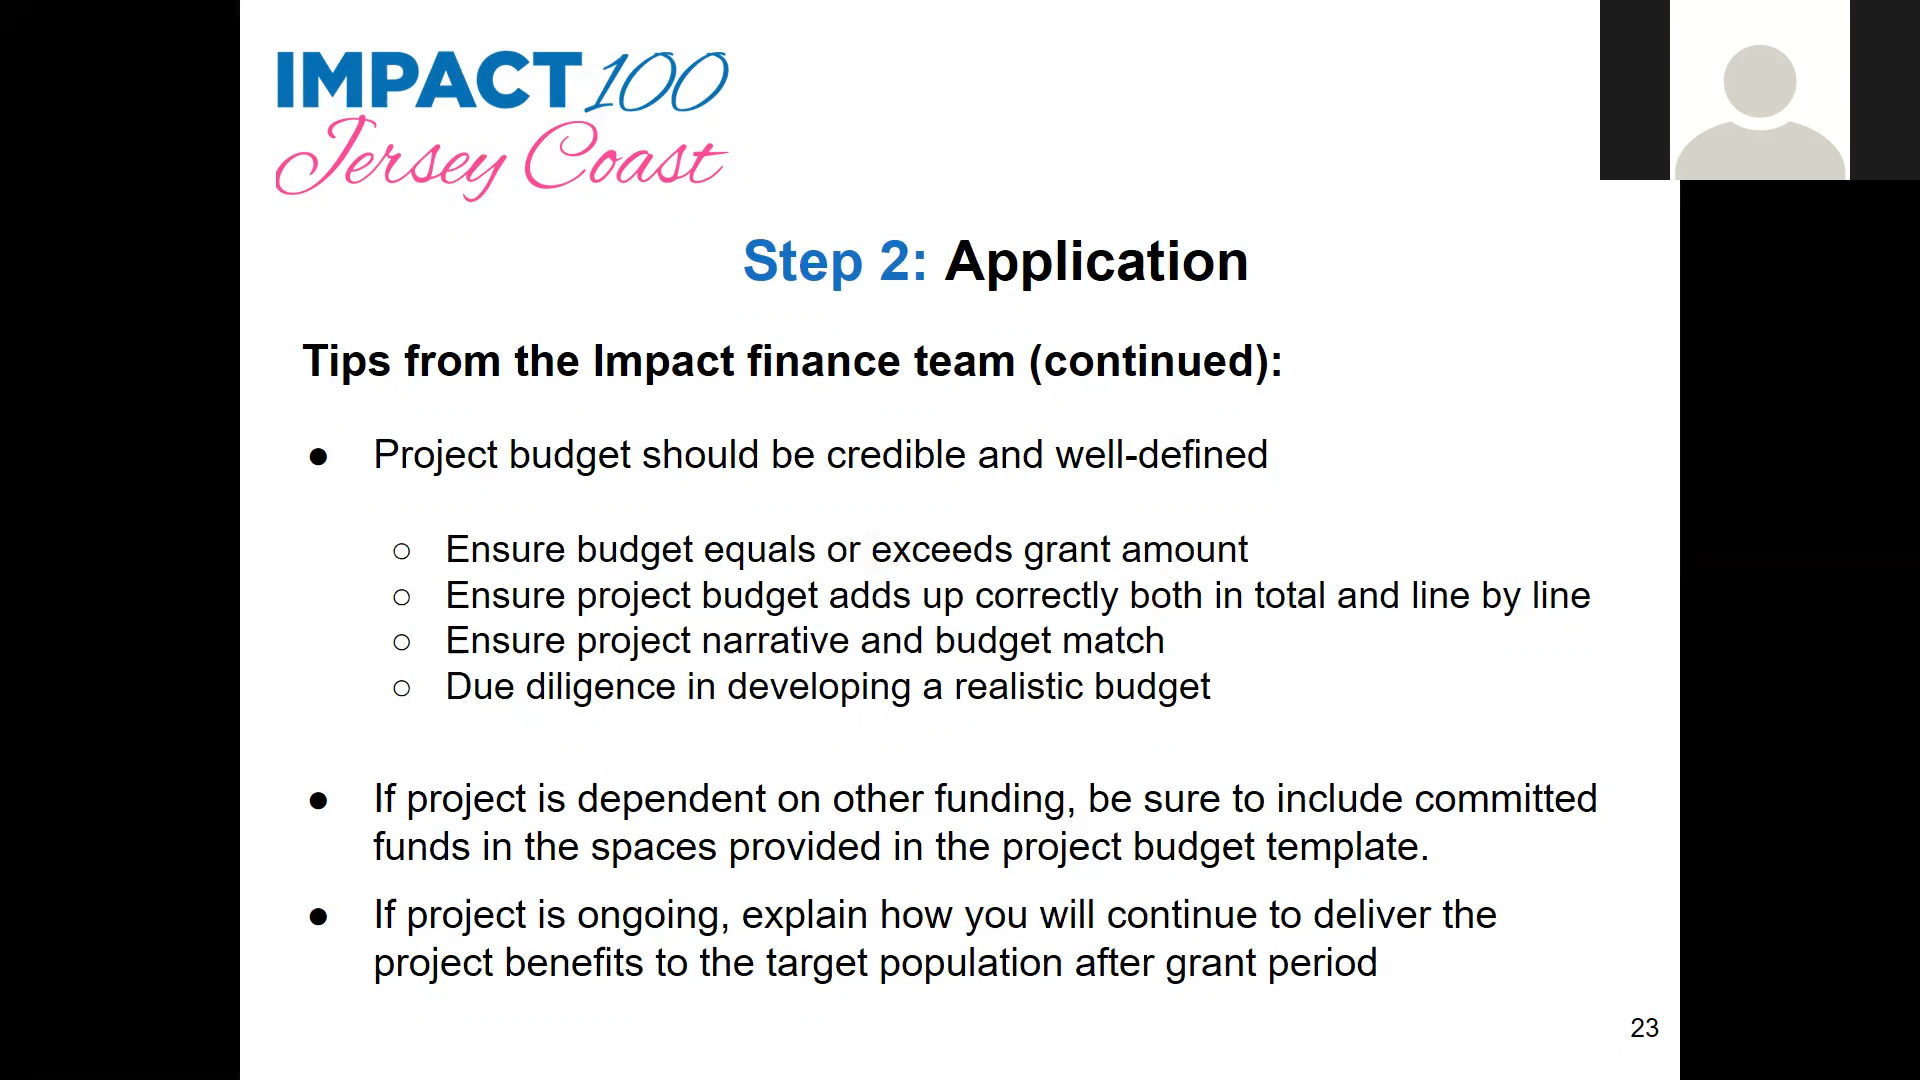 IMPACT 100
Jersey Coast
Step 2: Application
Tips from the Impact finance team (continued):
● Project budget should be credible and well-defined
○ Ensure budget equals or exceeds grant amount
○ Ensure project budget adds up correctly both in total and line by line
○ Ensure project narrative and budget match
○ Due diligence in developing a realistic budget
● If project is dependent on other funding, be sure to include committed
funds in the spaces provided in the project budget template.
● If project is ongoing, explain how you will continue to deliver the
project benefits to the target population after grant period
23